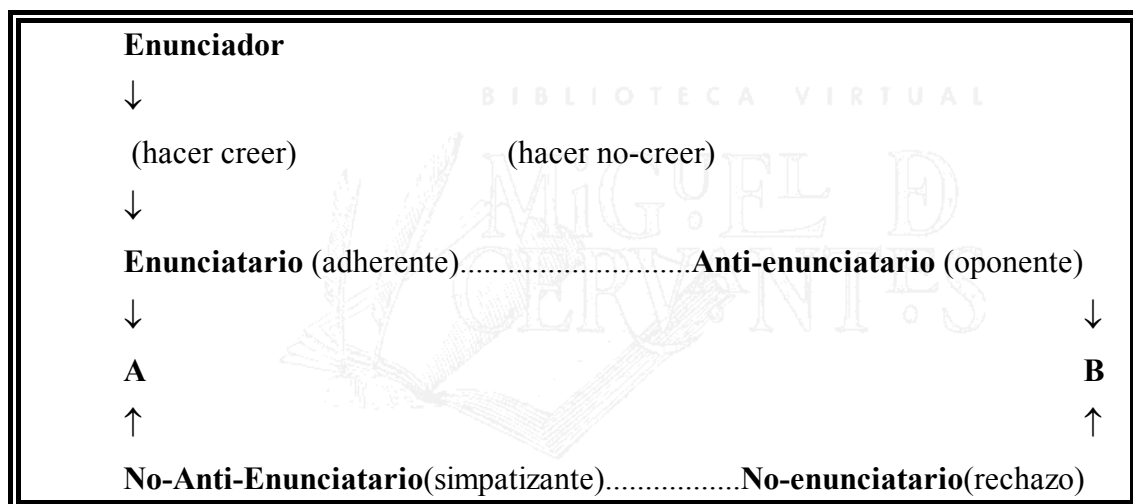 Enunciador
↓
BIBLIOTECA VIRTUAL
(hacer creer) (hacer no-creer)
MiGUEL D
↓
Enunciatario (adherente)............................Anti-enunciatario (oponente)
CERVANTES
↓ ↓
A B
↑ ↑
No-Anti-Enunciatario(simpatizante).................No-enunciatario(rechazo)